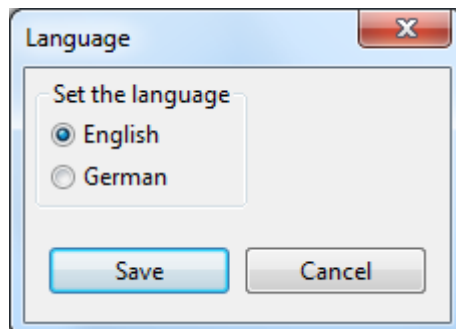 Language
Set the language
English
German
Save
Cancel